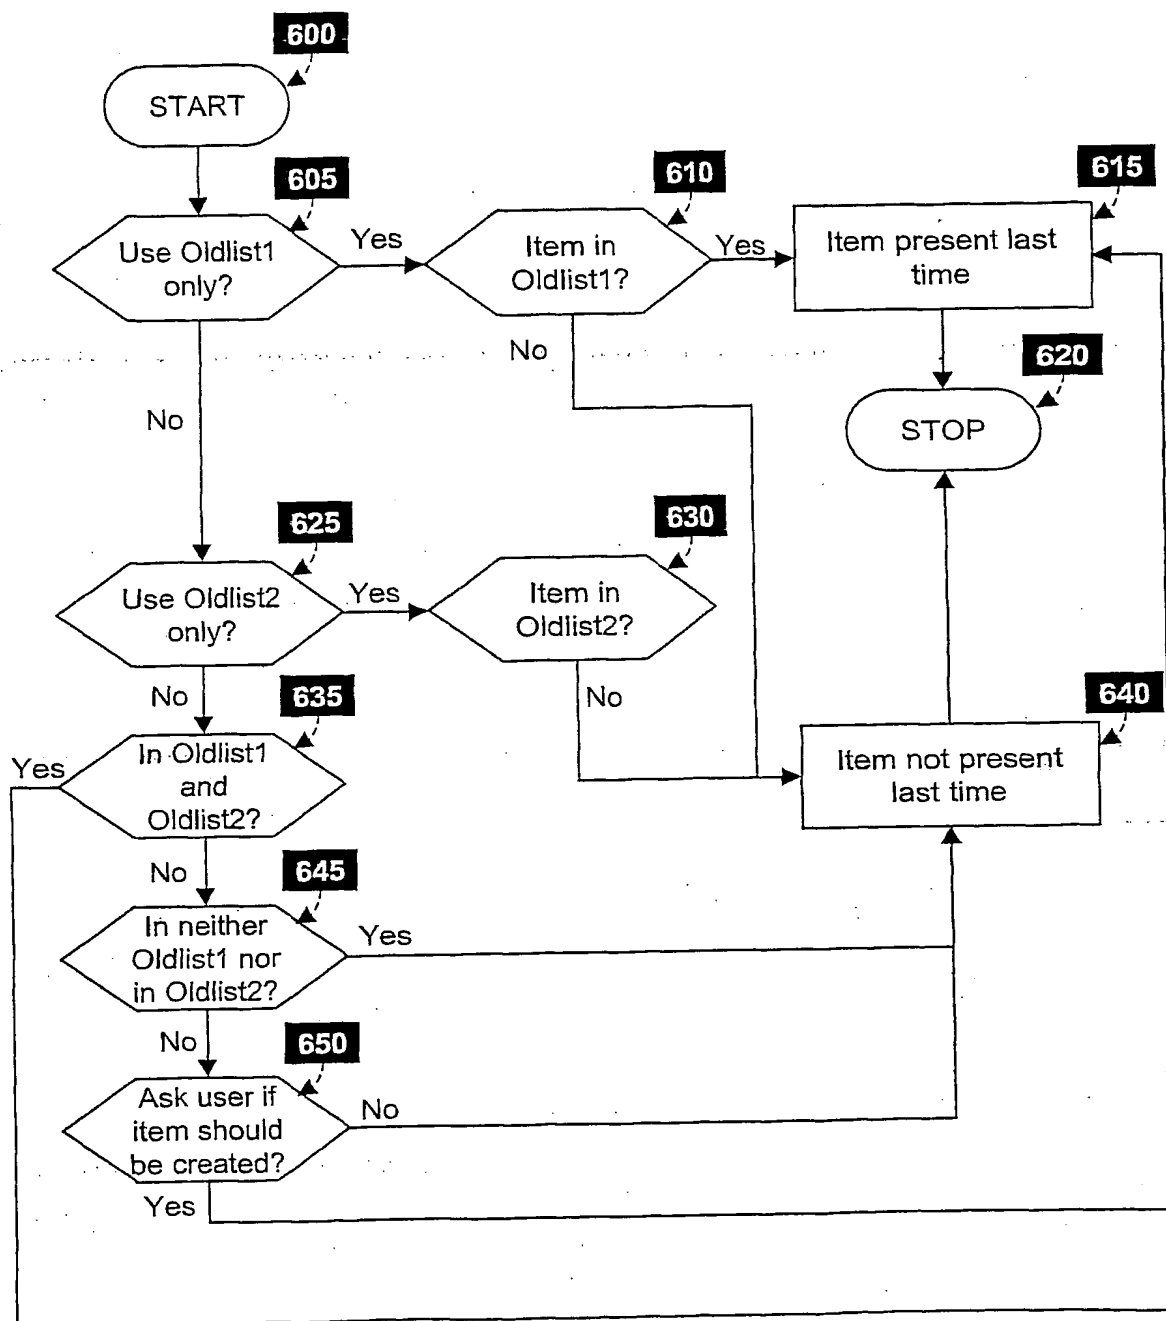 600
START
605
Use Oldlist1
only?
Yes
610
Item in
Oldlist1?
Yes
615
Item present last
time
No
No
620
STOP
625
Use Oldlist2
only?
Yes
630
Item in
Oldlist2?
No
No
635
In Oldlist1
and
Oldlist2?
Yes
640
Item not present
last time
No
645
In neither
Oldlist1 nor
in Oldlist2?
Yes
No
650
Ask user if
item should
be created?
No
Yes